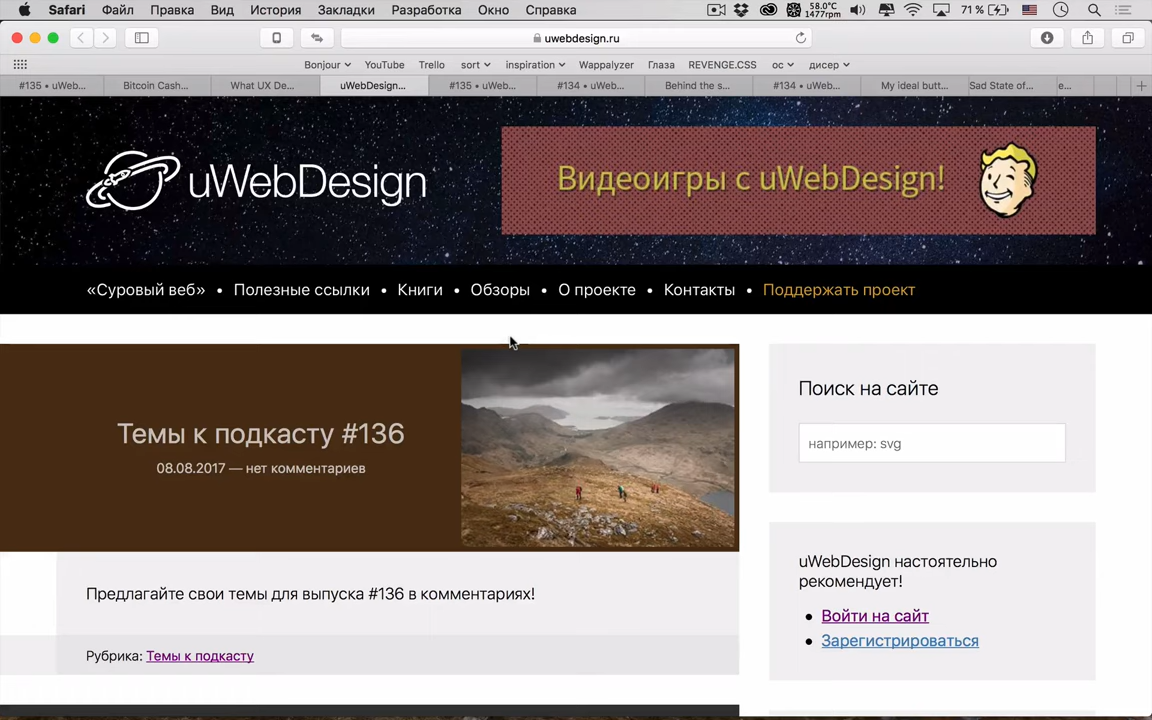 Safari Файл Правка Вид История Закладки Разработка Окно Справка 58.0°C 1477rpm 71 %
uwebdesign.ru
Bonjour YouTube Trello sort inspiration Wappalyzer Глаза REVENGE.CSS ос дисер
#135 • uWeb... Bitcoin Cash... What UX De... uWebDesign... #135 • uWeb... #134 • uWeb... Behind the s... #134 • uWeb... My ideal butt... Sad State of... e...
uWebDesign
Видеоигры с uWebDesign!
«Суровый веб» • Полезные ссылки • Книги • Обзоры • О проекте • Контакты • Поддержать проект
Темы к подкасту #136
08.08.2017 — нет комментариев
Предлагайте свои темы для выпуска #136 в комментариях!
Рубрика: Темы к подкасту
Поиск на сайте
например: svg
uWebDesign настоятельно
рекомендует!
• Войти на сайт
• Зарегистрироваться